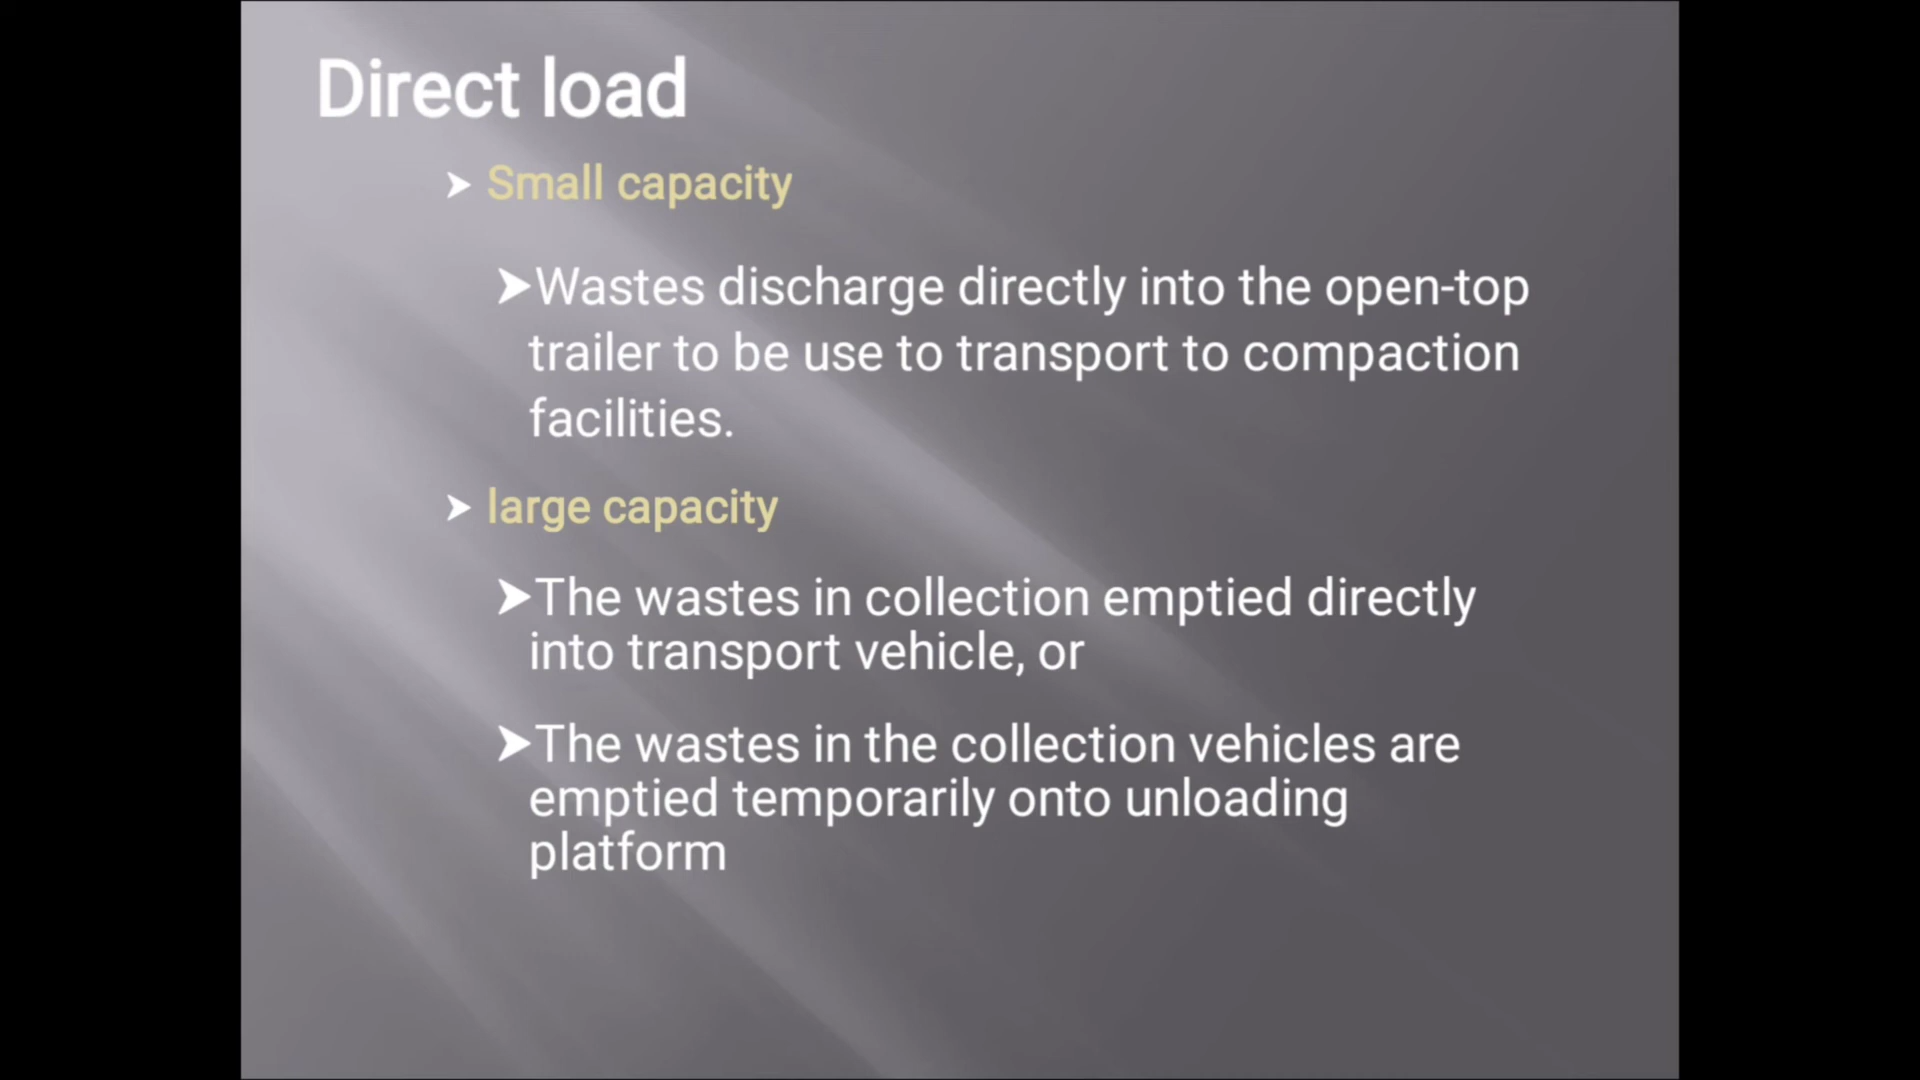 Direct load
➤ Small capacity
➤Wastes discharge directly into the open-top
trailer to be use to transport to compaction
facilities.
➤ large capacity
➤The wastes in collection emptied directly
into transport vehicle, or
➤The wastes in the collection vehicles are
emptied temporarily onto unloading
platform